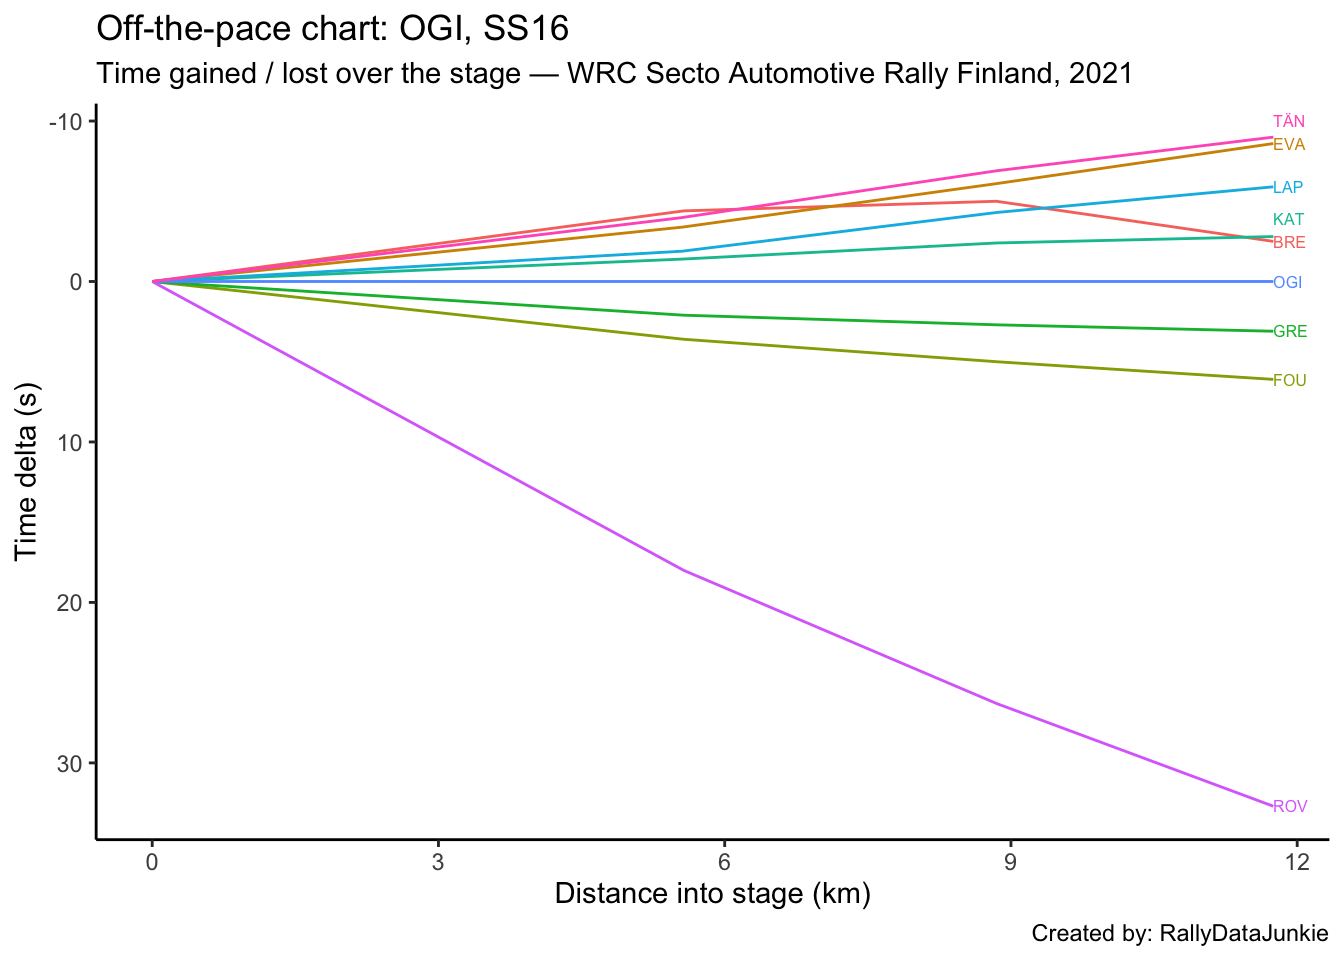 Off-the-pace chart: OGI, SS16
Time gained / lost over the stage — WRC Secto Automotive Rally Finland, 2021
-10
0
10
20
30
Time delta (s)
TÄN
EVA
LAP
KAT
BRE
OGI
GRE
FOU
ROV
0 3 6 9 12
Distance into stage (km)
Created by: RallyDataJunkie